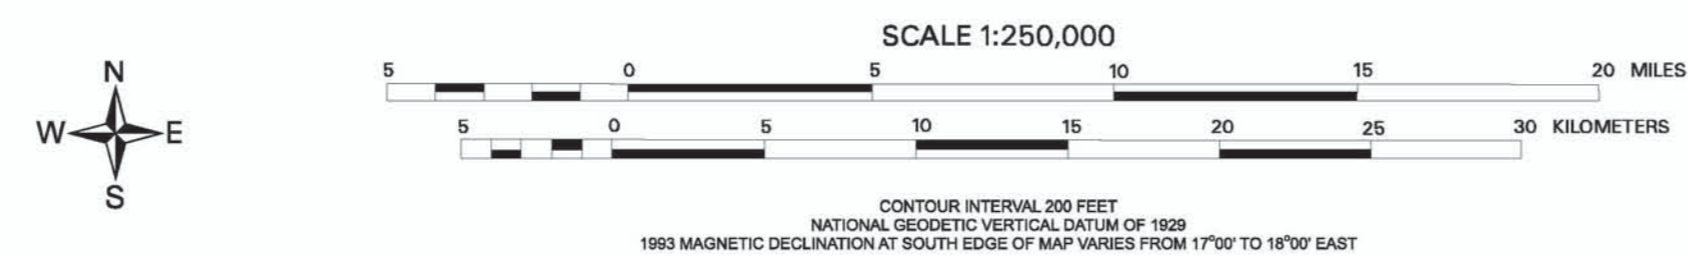 SCALE 1:250,000
5 0 5 10 15 20 MILES
N
W E
5 0 5 10 15 20 25 30 KILOMETERS
S
CONTOUR INTERVAL 200 FEET
NATIONAL GEODETIC VERTICAL DATUM OF 1929
1993 MAGNETIC DECLINATION AT SOUTH EDGE OF MAP VARIES FROM 17°00' TO 18°00' EAST